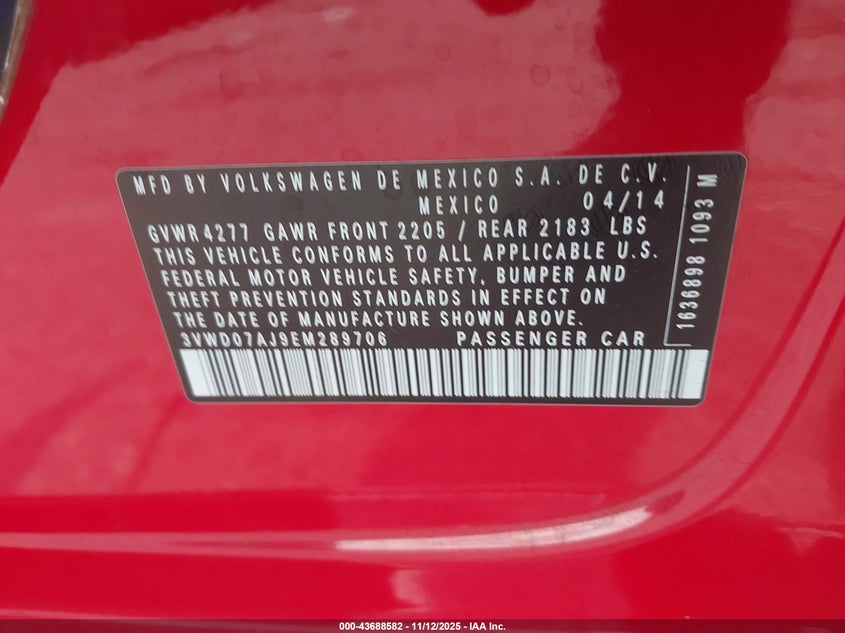 MFD BY VOLKSWAGEN DE MEXICO S.A. DE C.V.
MEXICO 04/14
GVWR 4277 GAWR FRONT 2205 / REAR 2183 LBS
THIS VEHICLE CONFORMS TO ALL APPLICABLE U.S.
FEDERAL MOTOR VEHICLE SAFETY, BUMPER AND
THEFT PREVENTION STANDARDS IN EFFECT ON
THE DATE OF MANUFACTURE SHOWN ABOVE.
3VWD07AJ9EM289706 PASSENGER CAR
1636898 1093 M
000-43688582 - 11/12/2025 - IAA Inc.